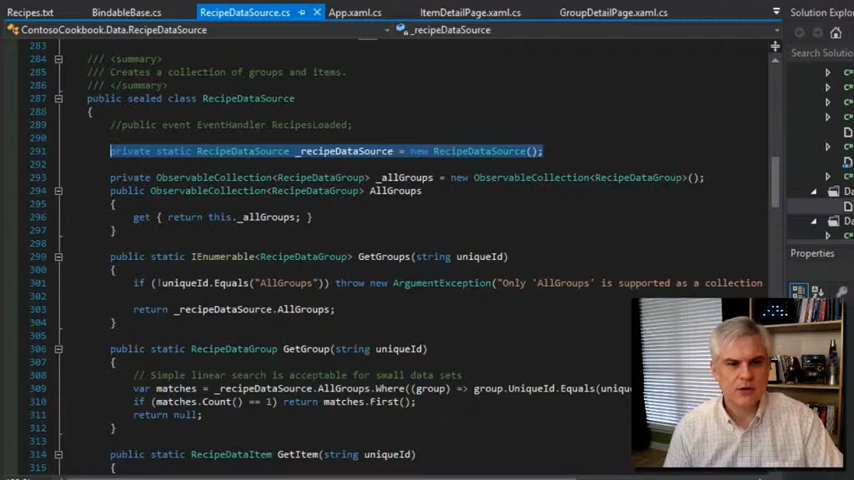 Recipes.txt BindableBase.cs RecipeDataSource.cs App.xaml.cs ItemDetailPage.xaml.cs GroupDetailPage.xaml.cs Solution Explorer
ContosoCookbook.Data.RecipeDataSource _recipeDataSource
Search Solution
283
284 /// <summary>
285 /// Creates a collection of groups and items.
286 /// </summary>
287 public sealed class RecipeDataSource
288 {
289 //public event EventHandler RecipesLoaded;
290
291 private static RecipeDataSource _recipeDataSource = new RecipeDataSource();
292
293 private ObservableCollection<RecipeDataGroup> _allGroups = new ObservableCollection<RecipeDataGroup>();
294 public ObservableCollection<RecipeDataGroup> AllGroups
295 {
296 get { return this._allGroups; }
297 }
298
299 public static IEnumerable<RecipeDataGroup> GetGroups(string uniqueId)
300 {
301 if (!uniqueId.Equals("AllGroups")) throw new ArgumentException("Only 'AllGroups' is supported as a collection
302
303 return _recipeDataSource.AllGroups;
304 }
305
306 public static RecipeDataGroup GetGroup(string uniqueId)
307 {
308 // Simple linear search is acceptable for small data sets
309 var matches = _recipeDataSource.AllGroups.Where((group) => group.UniqueId.Equals(uniqu
310 if (matches.Count() == 1) return matches.First();
311 return null;
312 }
313
314 public static RecipeDataItem GetItem(string uniqueId)
315 {
Da
Da
Properties